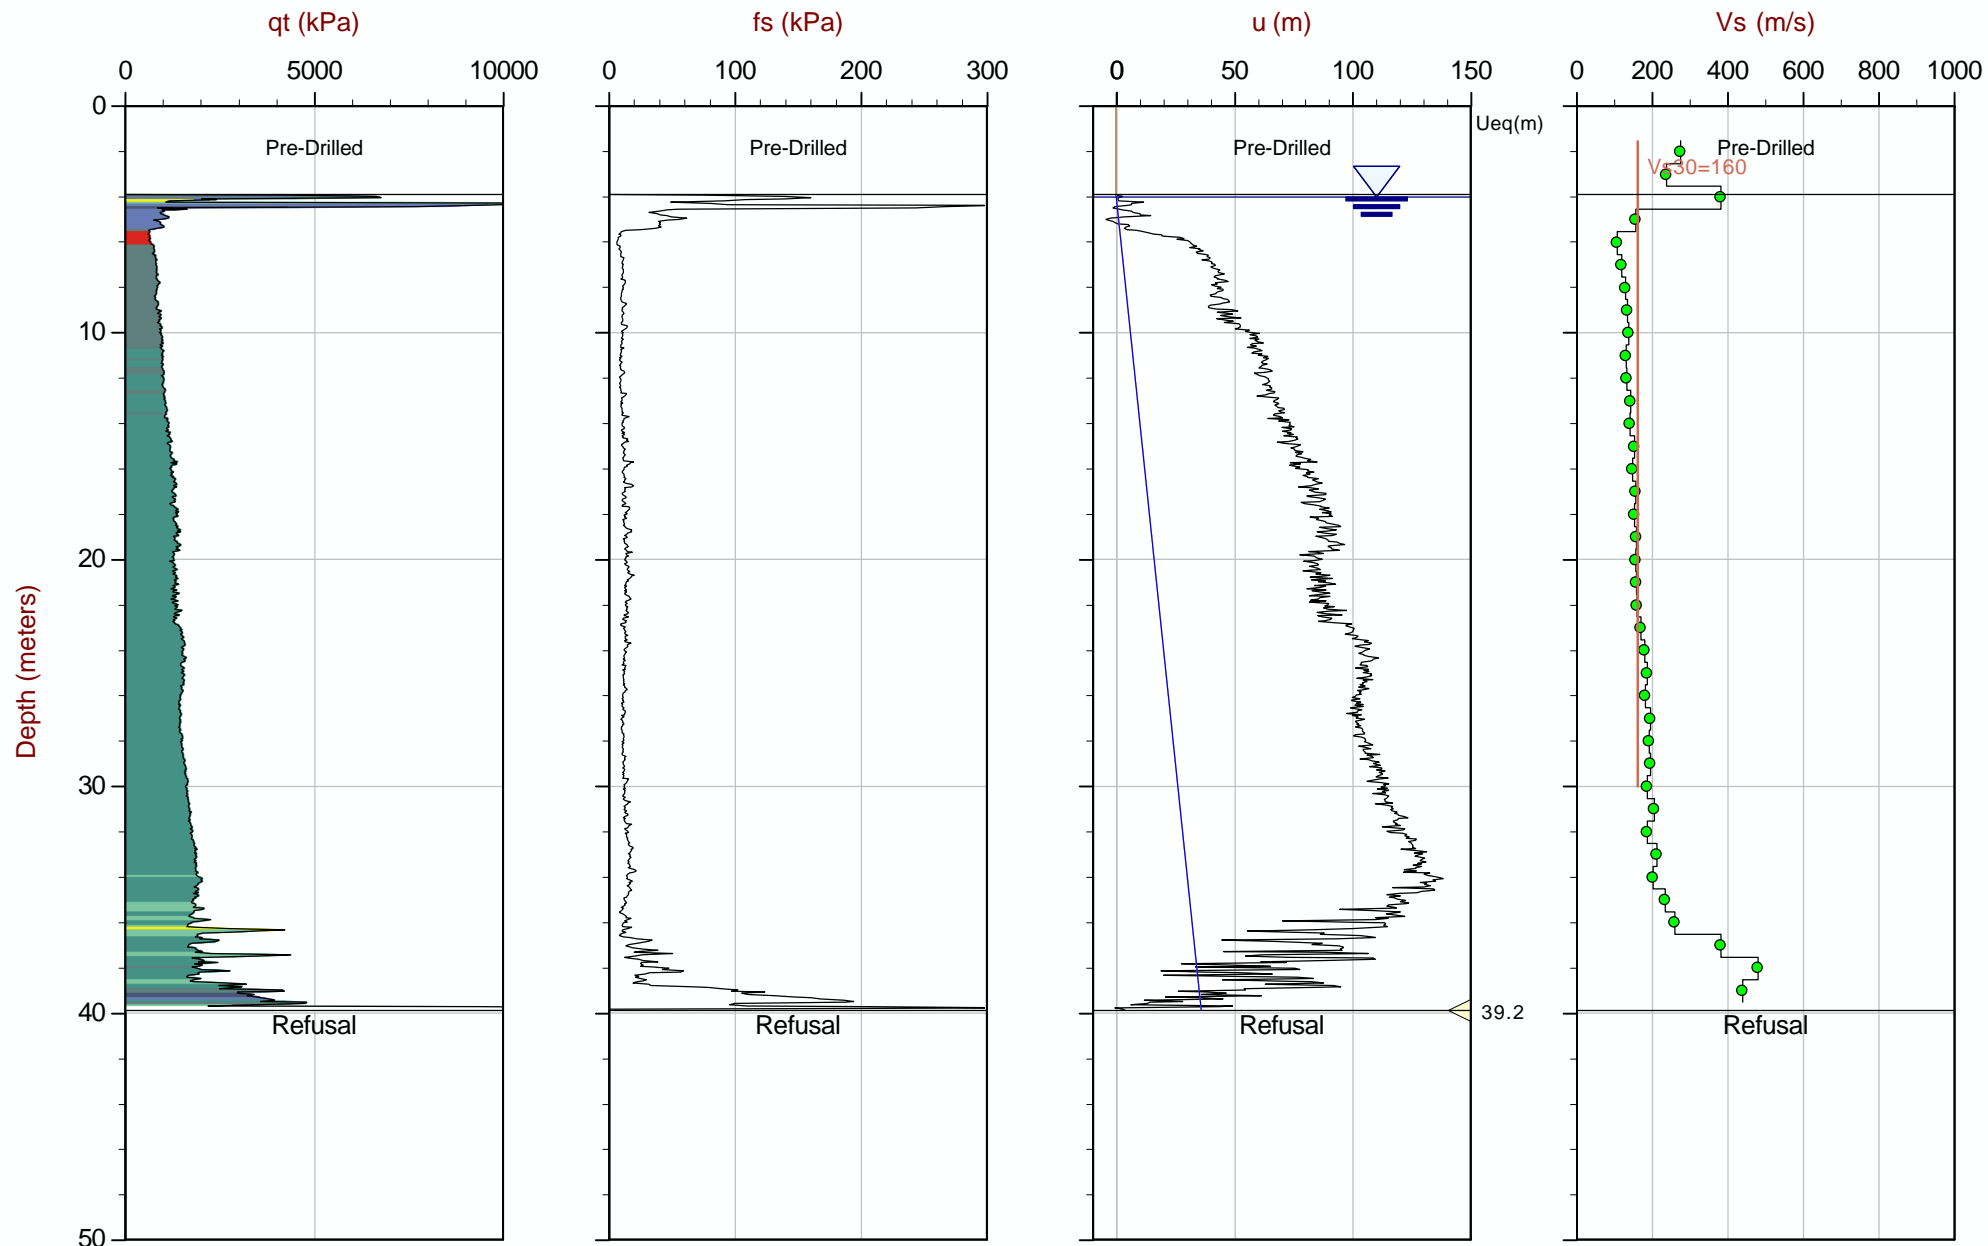 qt (kPa) fs (kPa) u (m) Vs (m/s)
0 5000 10000 0 100 200 300 0 50 100 150 0 200 400 600 800 1000
0
Ueq(m)
Pre-Drilled Pre-Drilled Pre-Drilled Pre-Drilled
Vs30=160
10
20
Depth (meters)
30
39.2
40
Refusal Refusal Refusal Refusal
50